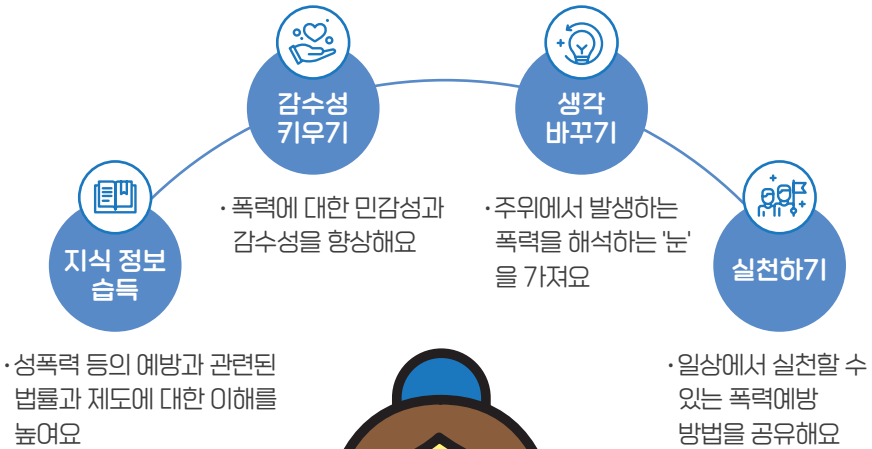 지식 정보
습득
· 성폭력 등의 예방과 관련된
법률과 제도에 대한 이해를
높여요
감수성
키우기
· 폭력에 대한 민감성과
감수성을 향상해요
생각
바꾸기
· 주위에서 발생하는
폭력을 해석하는 '눈'
을 가져요
실천하기
· 일상에서 실천할 수
있는 폭력예방
방법을 공유해요